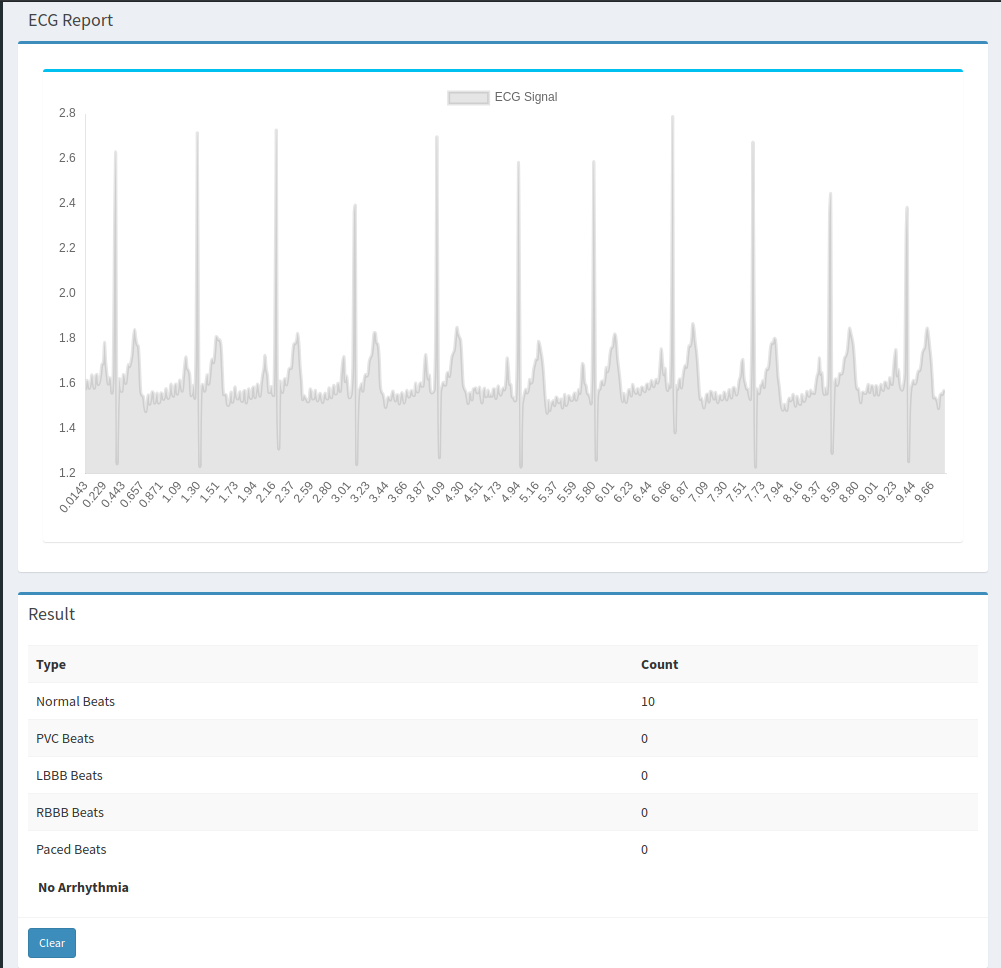 ECG Report
ECG Signal
2.8
2.6
2.4
2.2
2.0
1.8
1.6
1.4
1.2
0.0143 0.229 0.443 0.657 0.871 1.09 1.30 1.51 1.73 1.94 2.16 2.37 2.59 2.80 3.01 3.23 3.44 3.66 3.87 4.09 4.30 4.51 4.73 4.94 5.16 5.37 5.59 5.80 6.01 6.23 6.44 6.66 6.87 7.09 7.30 7.51 7.73 7.94 8.16 8.37 8.59 8.80 9.01 9.23 9.44 9.66
Result
Type Count
Normal Beats 10
PVC Beats 0
LBBB Beats 0
RBBB Beats 0
Paced Beats 0
No Arrhythmia
Clear